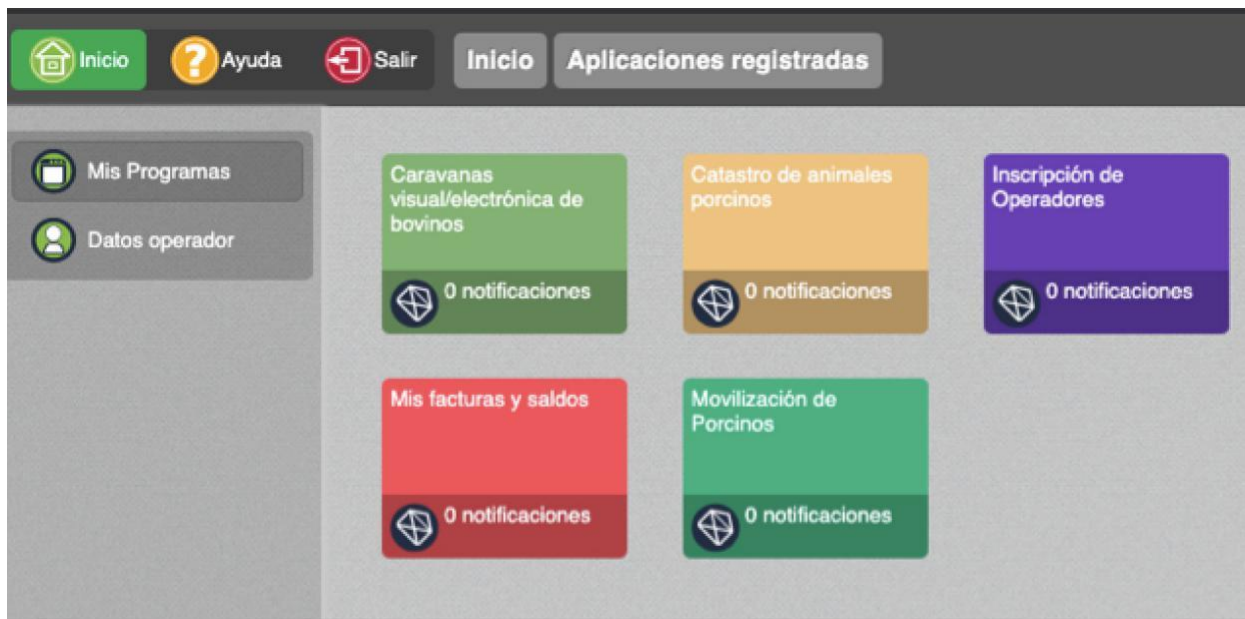 Inicio
Ayuda
Salir
Inicio
Aplicaciones registradas
Mis Programas
Datos operador
Caravanas
visual/electrónica de
bovinos
0 notificaciones
Catastro de animales
porcinos
0 notificaciones
Inscripción de
Operadores
0 notificaciones
Mis facturas y saldos
0 notificaciones
Movilización de
Porcinos
0 notificaciones